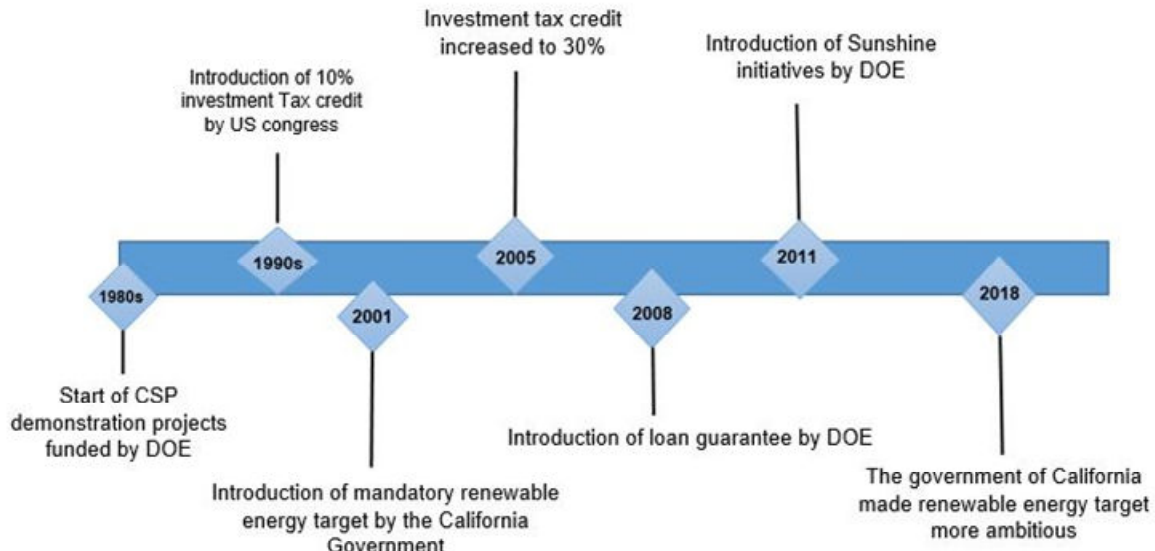 Investment tax credit
increased to 30%
Introduction of Sunshine
initiatives by DOE
Introduction of 10%
investment Tax credit
by US congress
1980s
1990s
2001
2005
2008
2011
2018
Start of CSP
demonstration projects
funded by DOE
Introduction of mandatory renewable
energy target by the California
Government
Introduction of loan guarantee by DOE
The government of California
made renewable energy target
more ambitious